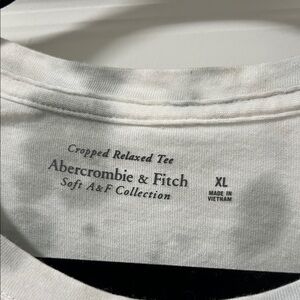 Cropped Relaxed Tee
Abercrombie & Fitch
Soft A&F Collection
XL
MADE IN
VIETNAM